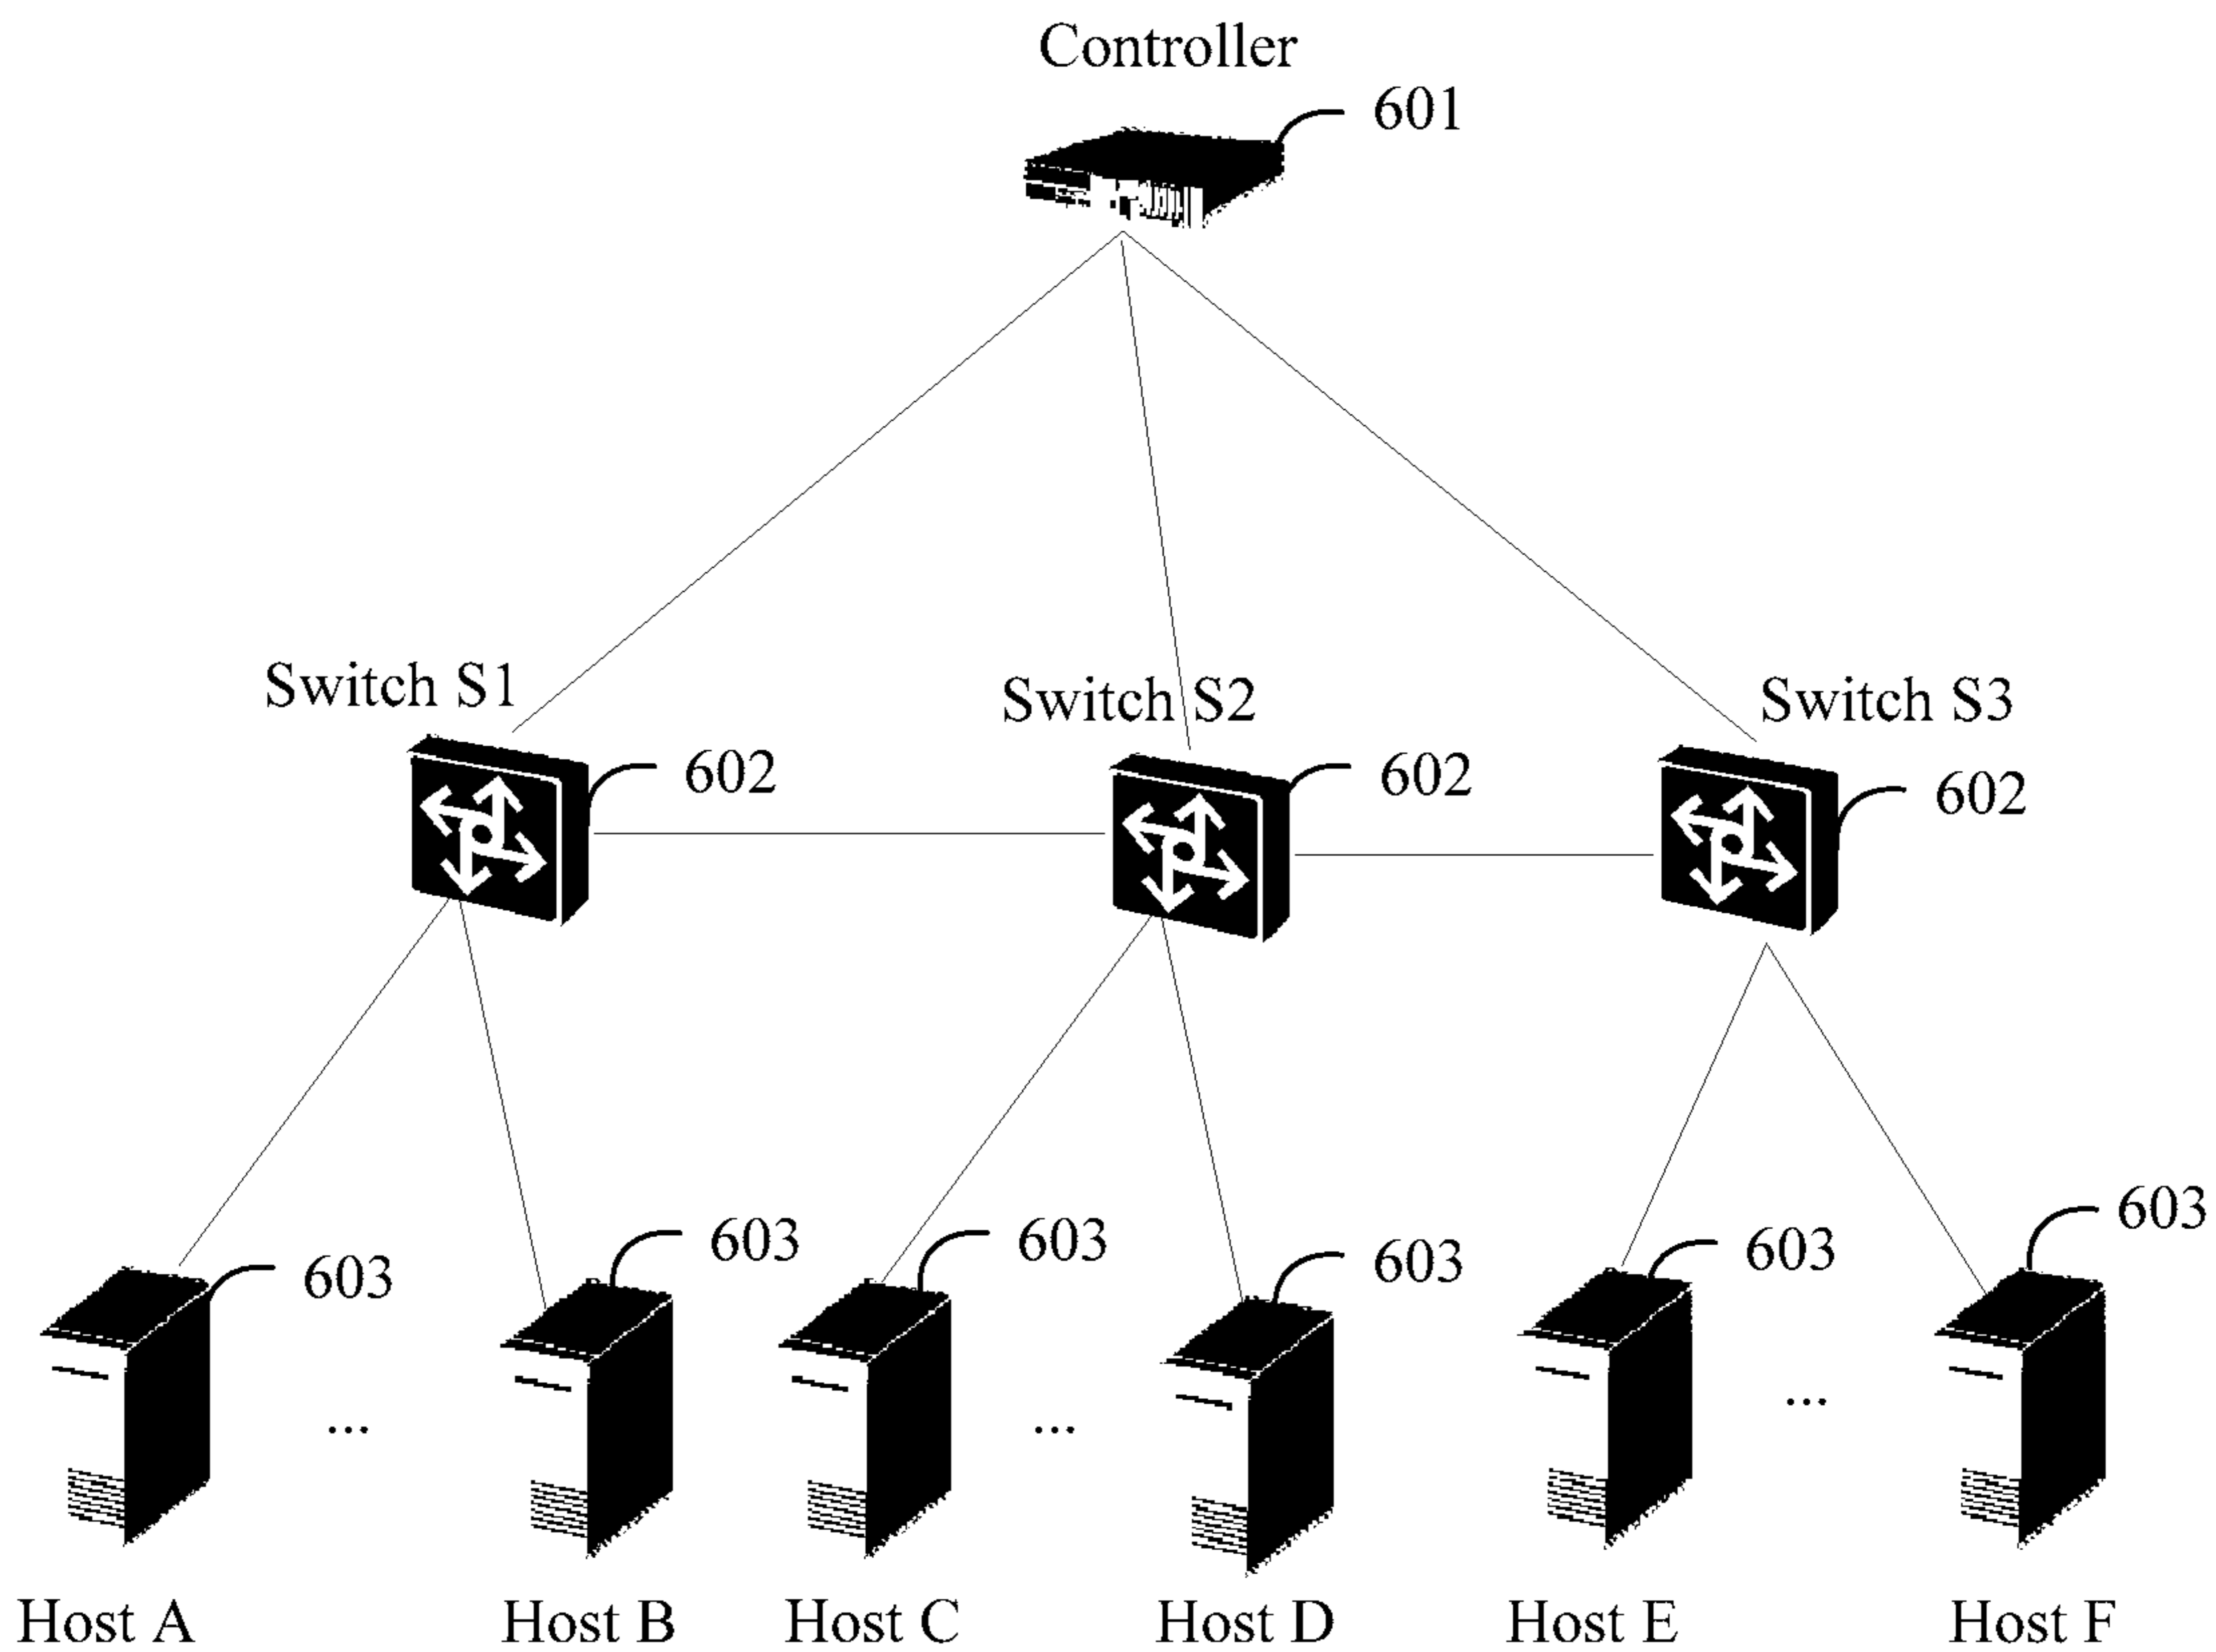 Controller
601
Switch S1
Switch S2
Switch S3
602
602
602
603
603
603
603
603
603
...
...
...
Host A
Host B
Host C
Host D
Host E
Host F